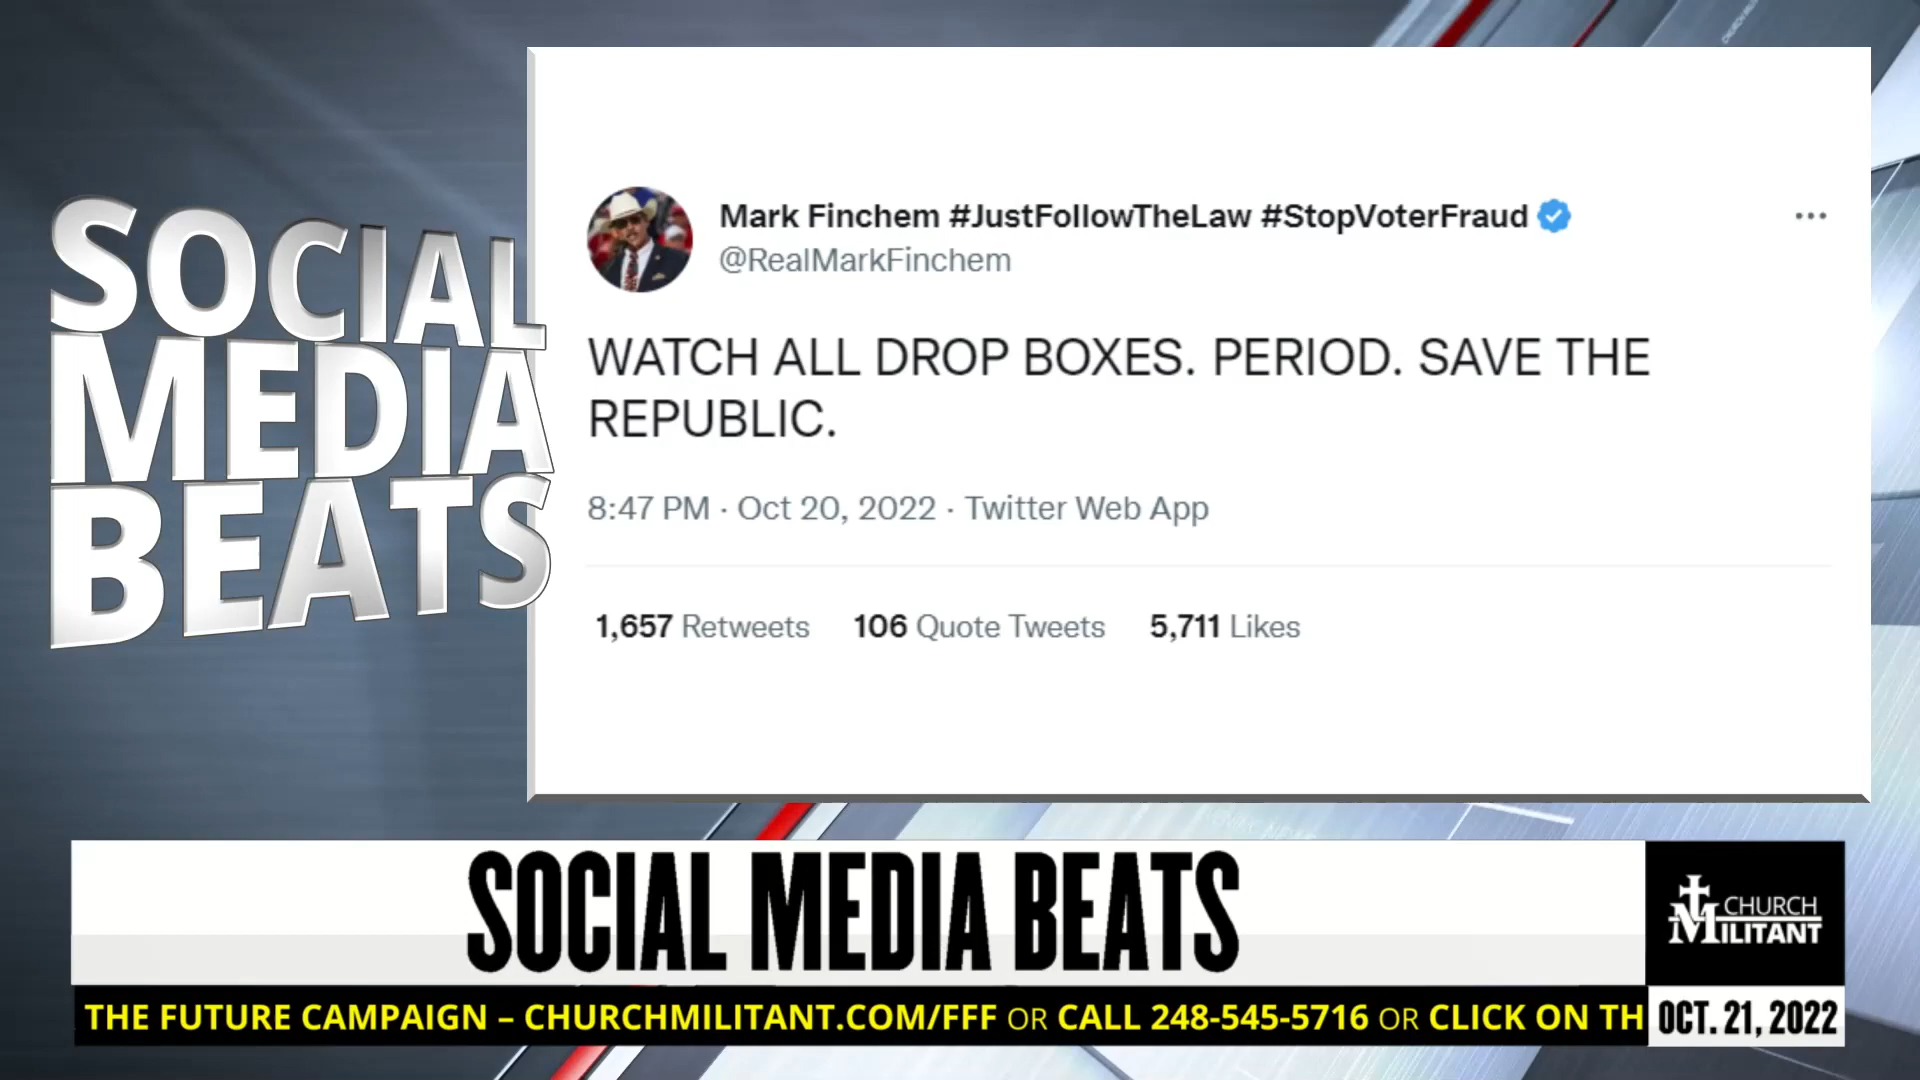 SOCIAL
MEDIA
BEATS
Mark Finchem #JustFollowTheLaw #StopVoterFraud
@RealMarkFinchem
WATCH ALL DROP BOXES. PERIOD. SAVE THE
REPUBLIC.
8:47 PM · Oct 20, 2022 · Twitter Web App
1,657 Retweets 106 Quote Tweets 5,711 Likes
SOCIAL MEDIA BEATS
CHURCH
MILITANT
THE FUTURE CAMPAIGN – CHURCHMILITANT.COM/FFF OR CALL 248-545-5716 OR CLICK ON TH
OCT. 21, 2022